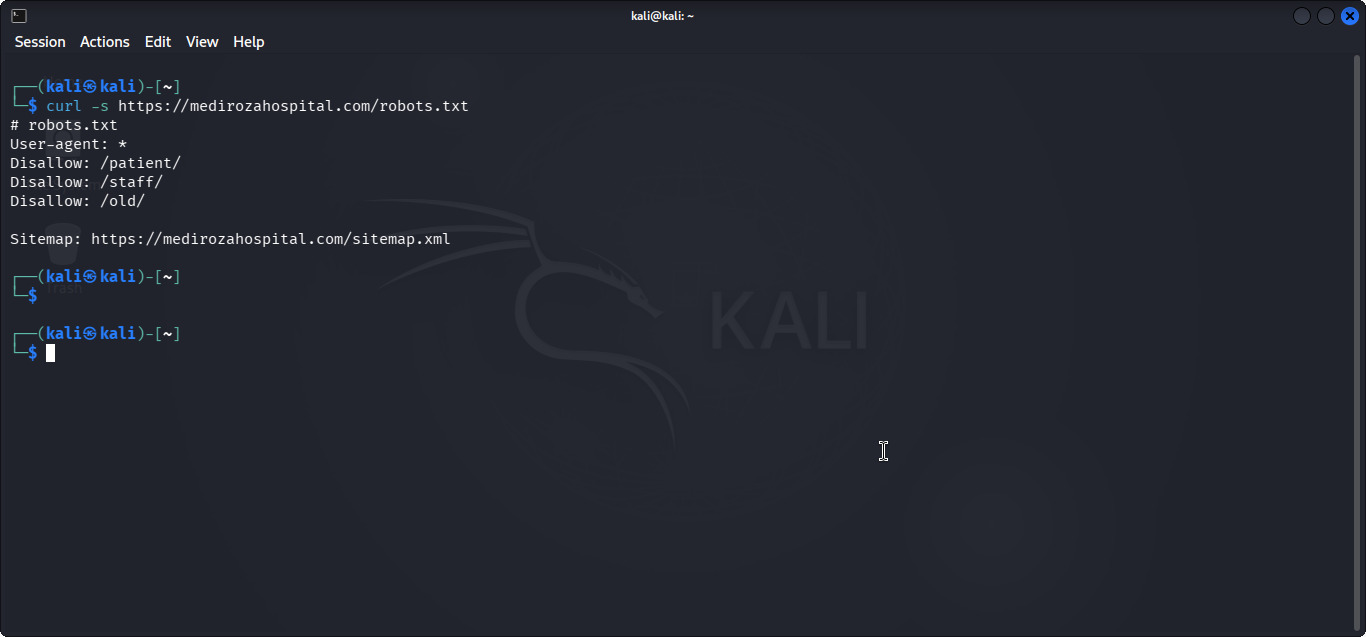 kali@kali: ~
Session Actions Edit View Help
┌──(kali㉿kali)-[~]
└─$ curl -s https://medirozahospital.com/robots.txt
# robots.txt
User-agent: *
Disallow: /patient/
Disallow: /staff/
Disallow: /old/
Sitemap: https://medirozahospital.com/sitemap.xml
┌──(kali㉿kali)-[~]
└─$
Trash
┌──(kali㉿kali)-[~]
└─$
KALI